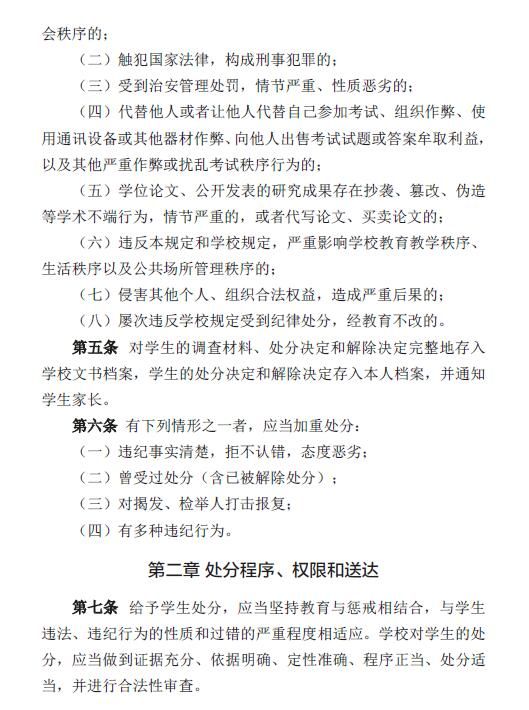 会秩序的；
（二）触犯国家法律，构成刑事犯罪的；
（三）受到治安管理处罚，情节严重、性质恶劣的；
（四）代替他人或者让他人代替自己参加考试、组织作弊、使
用通讯设备或其他器材作弊、向他人出售考试试题或答案牟取利益，
以及其他严重作弊或扰乱考试秩序行为的；
（五）学位论文、公开发表的研究成果存在抄袭、篡改、伪造
等学术不端行为，情节严重的，或者代写论文、买卖论文的；
（六）违反本规定和学校规定，严重影响学校教育教学秩序、
生活秩序以及公共场所管理秩序的；
（七）侵害其他个人、组织合法权益，造成严重后果的；
（八）屡次违反学校规定受到纪律处分，经教育不改的。
第五条 对学生的调查材料、处分决定和解除决定完整地存入
学校文书档案，学生的处分决定和解除决定存入本人档案，并通知
学生家长。
第六条 有下列情形之一者，应当加重处分：
（一）违纪事实清楚，拒不认错，态度恶劣；
（二）曾受过处分（含已被解除处分）；
（三）对揭发、检举人打击报复；
（四）有多种违纪行为。
第二章 处分程序、权限和送达
第七条 给予学生处分，应当坚持教育与惩戒相结合，与学生
违法、违纪行为的性质和过错的严重程度相适应。学校对学生的处
分，应当做到证据充分、依据明确、定性准确、程序正当、处分适
当，并进行合法性审查。